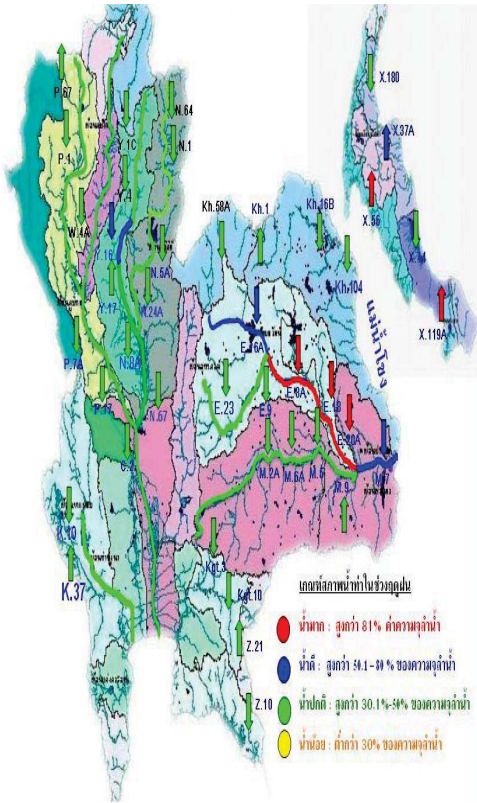 P.67
N.64
P.1
Y.1C
N.1
Y.4
W.4A
Y.16
N.5A
Y.17
N.24A
P.7A
N.8A
P.17
N.67
C.2
K.10
K.37
Kh.58A
Kh.1
Kh.16B
Kh.104
แม่น้ำโขง
E.16A
E.8A
E.18
E.23
E.9
E.20A
M.2A
M.6A
M.5
M.9
M.7
Kgt.3
Kgt.10
Z.21
Z.10
X.180
X.37A
X.56
X.44
X.119A
เกณฑ์สภาพน้ำท่าในช่วงฤดูฝน
น้ำมาก : สูงกว่า 81% ค่าความจุลำน้ำ
น้ำดี : สูงกว่า 50.1 - 80 % ของความจุลำน้ำ
น้ำปกติ : สูงกว่า 30.1%-50% ของความจุลำน้ำ
น้ำน้อย : ต่ำกว่า 30% ของความจุลำน้ำ